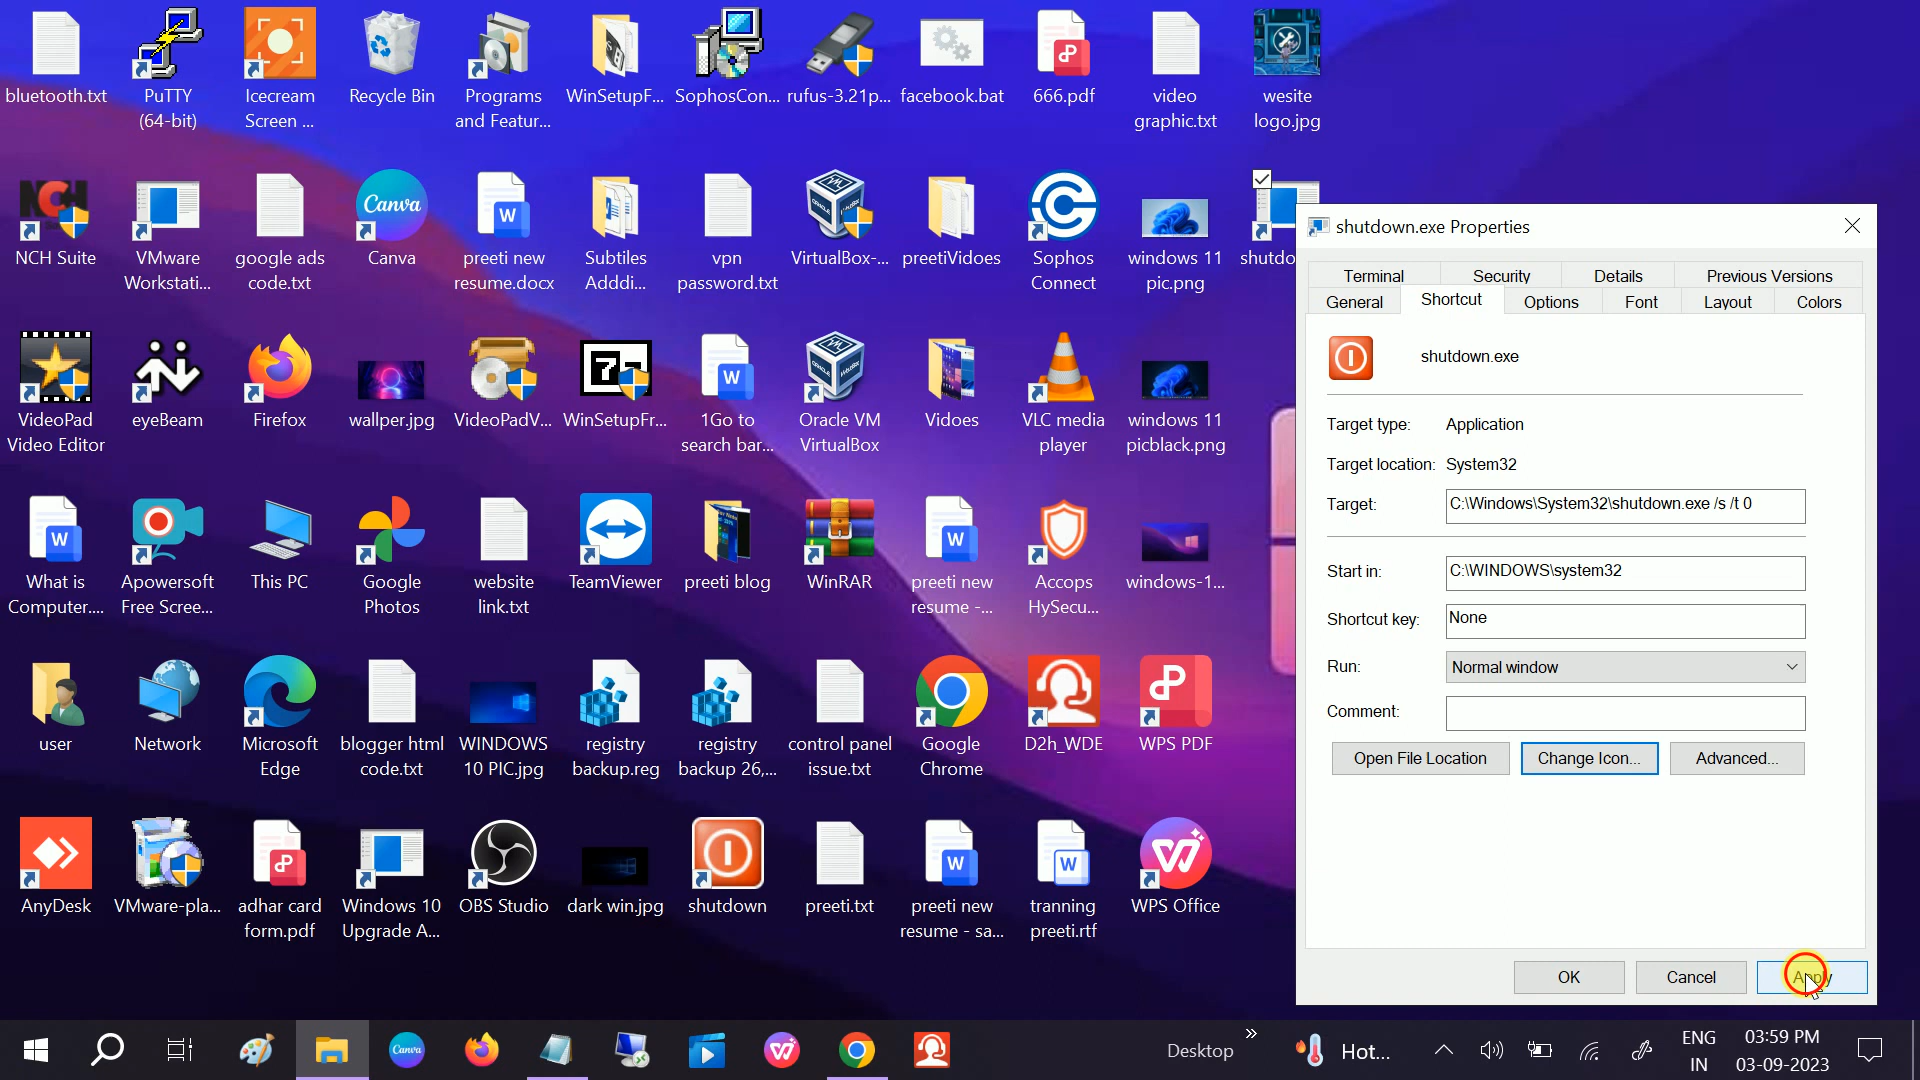 bluetooth.txt
PuTTY
(64-bit)
Icecream
Screen ...
Recycle Bin
Programs
and Featur...
WinSetupF...
SophosCon...
rufus-3.21p...
facebook.bat
666.pdf
video
graphic.txt
wesite
logo.jpg
NCH
NCH Suite
VMware
Workstati...
google ads
code.txt
Canva
Canva
W
preeti new
resume.docx
Subtiles
Adddi...
vpn
password.txt
VirtualBox-...
preetiVidoes
Sophos
Connect
windows 11
pic.png
shutdo
VideoPad
Video Editor
eyeBeam
Firefox
wallper.jpg
VideoPadV...
WinSetupFr...
W
1Go to
search bar...
Oracle VM
VirtualBox
Vidoes
VLC media
player
windows 11
picblack.png
W
What is
Computer....
Apowersoft
Free Scree...
This PC
Google
Photos
website
link.txt
TeamViewer
preeti blog
WinRAR
W
preeti new
resume -...
Accops
HySecu...
windows-1...
user
Network
Microsoft
Edge
blogger html
code.txt
WINDOWS
10 PIC.jpg
registry
backup.reg
registry
backup 26,...
control panel
issue.txt
Google
Chrome
D2h_WDE
WPS PDF
AnyDesk
VMware-pla...
adhar card
form.pdf
Windows 10
Upgrade A...
OBS Studio
dark win.jpg
shutdown
preeti.txt
W
preeti new
resume - sa...
W
tranning
preeti.rtf
WPS Office
shutdown.exe Properties
Terminal
Security
Details
Previous Versions
General
Shortcut
Options
Font
Layout
Colors
shutdown.exe
Target type: Application
Target location: System32
Target: C:\Windows\System32\shutdown.exe /s /t 0
Start in: C:\WINDOWS\system32
Shortcut key: None
Run: Normal window
Comment:
Open File Location
Change Icon...
Advanced...
OK
Cancel
Apply
Canva
Desktop
»
Hot...
ENG
IN
03:59 PM
03-09-2023